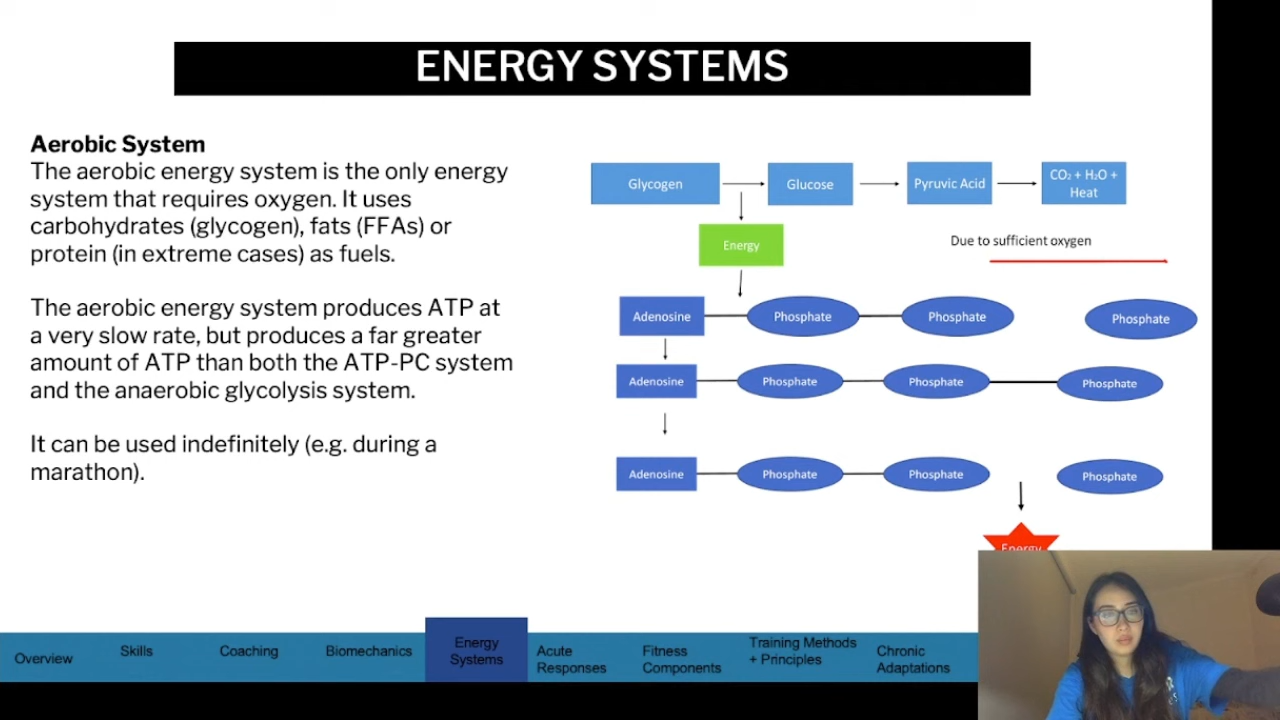 ENERGY SYSTEMS
Aerobic System
The aerobic energy system is the only energy
system that requires oxygen. It uses
carbohydrates (glycogen), fats (FFAs) or
protein (in extreme cases) as fuels.
The aerobic energy system produces ATP at
a very slow rate, but produces a far greater
amount of ATP than both the ATP-PC system
and the anaerobic glycolysis system.
It can be used indefinitely (e.g. during a
marathon).
Glycogen
Glucose
Pyruvic Acid
CO₂ + H₂O +
Heat
Energy
Due to sufficient oxygen
Adenosine
Phosphate
Phosphate
Phosphate
Adenosine
Phosphate
Phosphate
Phosphate
Adenosine
Phosphate
Phosphate
Phosphate
Energy
Overview
Skills
Coaching
Biomechanics
Energy
Systems
Acute
Responses
Fitness
Components
Training Methods
+ Principles
Chronic
Adaptations